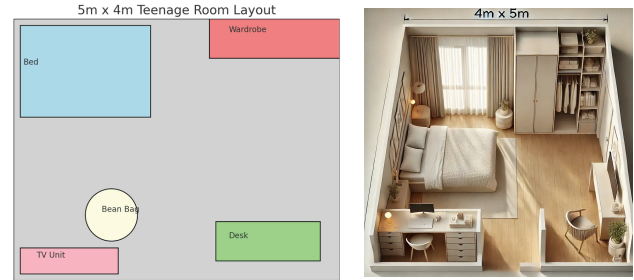 5m x 4m Teenage Room Layout
4m x 5m
Wardrobe
Bed
Bean Bag
Desk
TV Unit